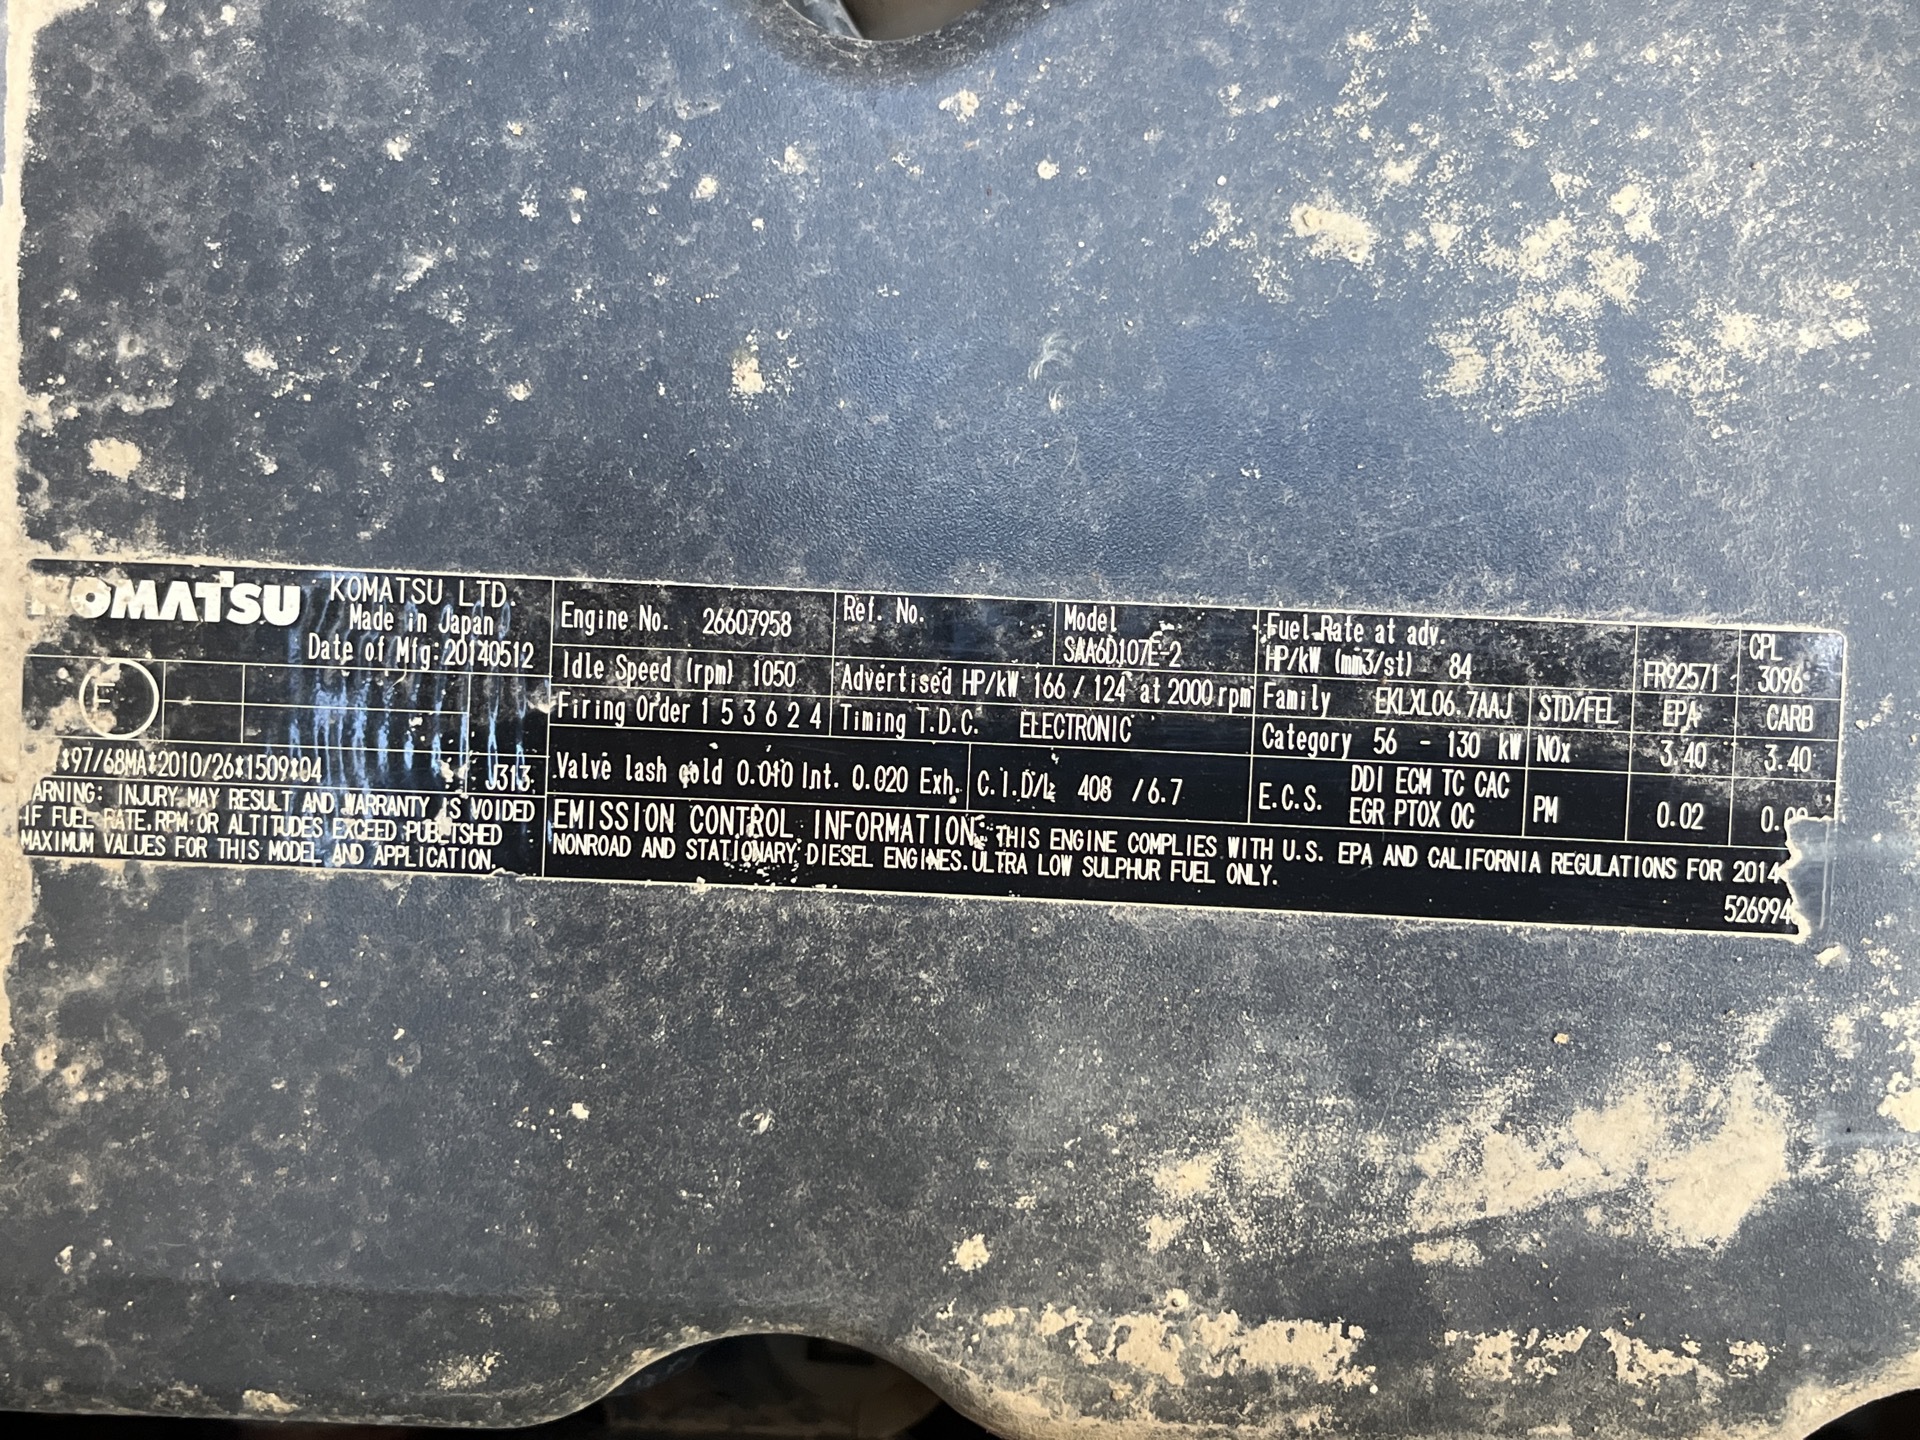 KOMATSU
KOMATSU LTD.
Made in Japan
Date of Mfg:20140512
E
*97/68MA*2010/26*1509*04
J313
WARNING: INJURY MAY RESULT AND WARRANTY IS VOIDED
IF FUEL RATE,RPM OR ALTITUDES EXCEED PUBLISHED
MAXIMUM VALUES FOR THIS MODEL AND APPLICATION.
Engine No. 26607958
Ref. No.
Model
SAA6D107E-2
Fuel Rate at adv.
HP/kW (mm3/st) 84
FR92571
CPL
3096
Idle Speed (rpm) 1050
Advertised HP/kW 166 / 124 at 2000 rpm
Family EKLXL06.7AAJ
STD/FEL
EPA
CARB
Firing Order 1 5 3 6 2 4
Timing T.D.C. ELECTRONIC
Category 56 - 130 kW
NOx
3.40
3.40
Valve lash cold 0.010 Int. 0.020 Exh.
C.I.D/L 408 /6.7
E.C.S.
DDI ECM TC CAC
EGR PTOX OC
PM
0.02
EMISSION CONTROL INFORMATION: THIS ENGINE COMPLIES WITH U.S. EPA AND CALIFORNIA REGULATIONS FOR 2014
NONROAD AND STATIONARY DIESEL ENGINES. ULTRA LOW SULPHUR FUEL ONLY.